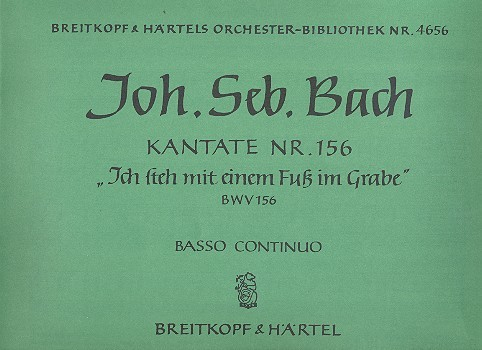 BREITKOPF & HÄRTELS ORCHESTER-BIBLIOTHEK NR. 4656
Joh. Seb. Bach
KANTATE NR. 156
„Ich steh mit einem Fuß im Grabe"
BWV 156
BASSO CONTINUO
BREITKOPF & HÄRTEL